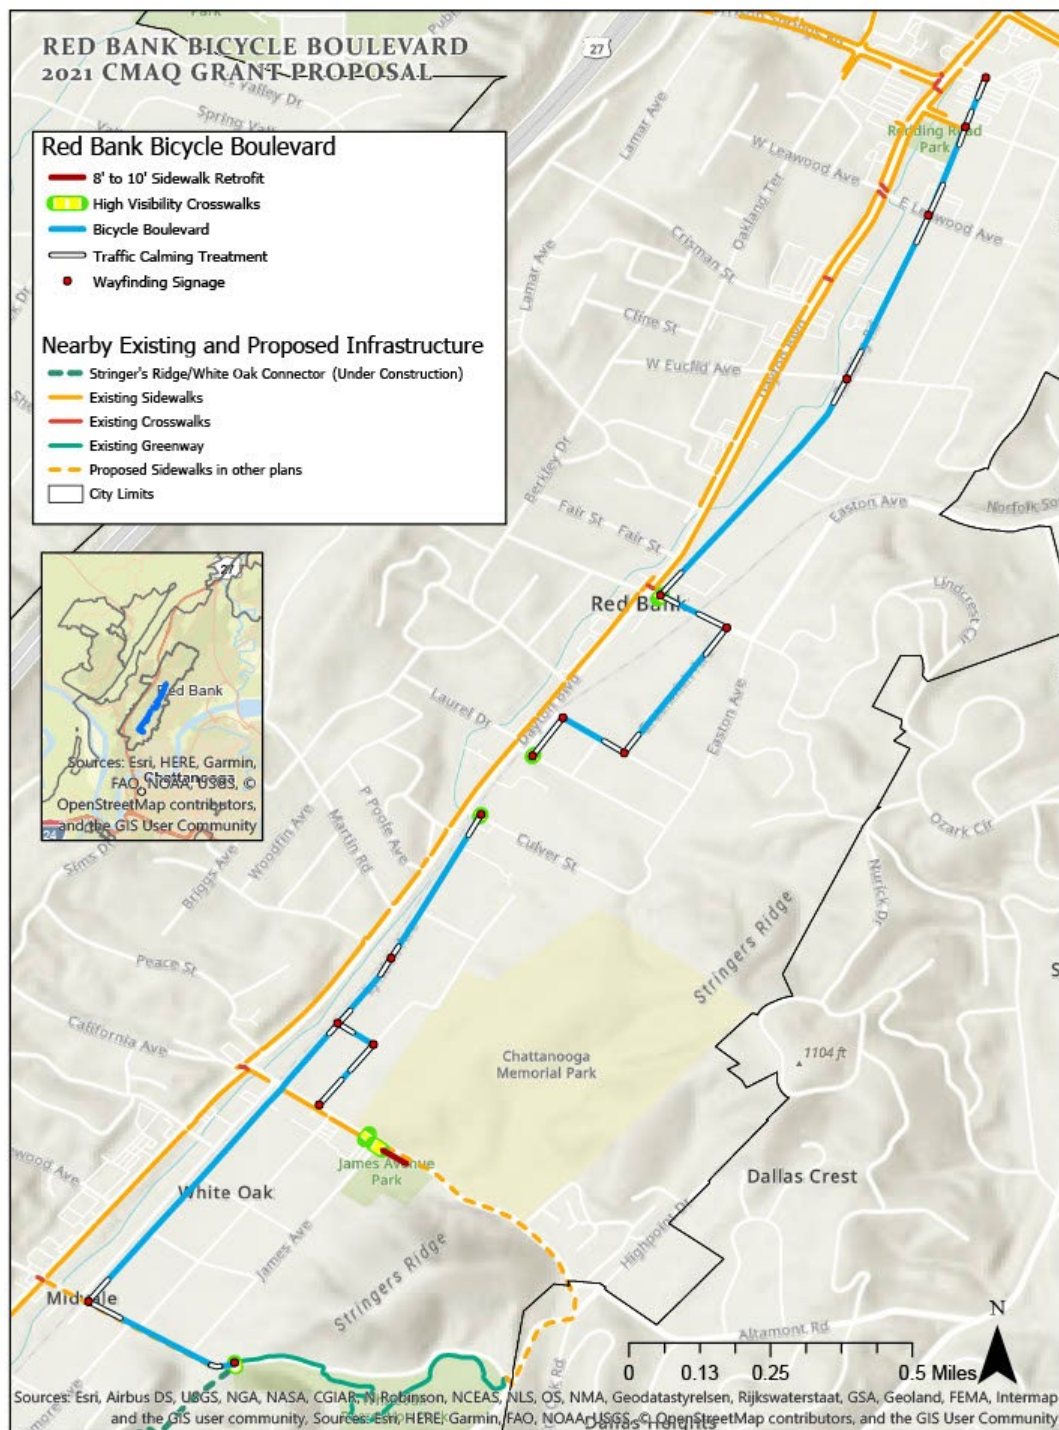 RED BANK BICYCLE BOULEVARD
2021 CMAQ GRANT PROPOSAL
Park
27
Valley Dr
Spring
Red Bank Bicycle Boulevard
8' to 10' Sidewalk Retrofit
High Visibility Crosswalks
Bicycle Boulevard
Traffic Calming Treatment
Wayfinding Signage
Nearby Existing and Proposed Infrastructure
Stringer's Ridge/White Oak Connector (Under Construction)
Existing Sidewalks
Existing Crosswalks
Existing Greenway
Proposed Sidewalks in other plans
City Limits
Lamar Ave
W Leawood Ave
Redding Road
Park
E Leawood Ave
Oakland Ter
Crisman St
Lamar Ave
Cline St
W Euclid Ave
Dayton Blvd
Berkley Dr
Fair St
Fair St
Easton Ave
Lindcrest Cir
Red Bank
27
Red Bank
Chattanooga
Sources: Esri, HERE, Garmin,
FAO, NOAA, USGS, ©
OpenStreetMap contributors,
and the GIS User Community
24
Laurel Dr
Dayton Blvd
Easton Ave
Ozark Cir
Nurick Dr
P Poole Ave
Martin Rd
Woodlin Ave
Briggs Ave
Sims Dr
Culver St
Peace St
California Ave
Stringers Ridge
1104 ft
Chattanooga
Memorial Park
James Avenue
Park
Dallas Crest
White Oak
James Ave
Stringers Ridge
Highpoint Dr
Midvale
Altamont Rd
N
0 0.13 0.25 0.5 Miles
Sources: Esri, Airbus DS, USGS, NGA, NASA, CGIAR, N Robinson, NCEAS, NLS, OS, NMA, Geodatastyrelsen, Rijkswaterstaat, GSA, Geoland, FEMA, Intermap
and the GIS user community, Sources: Esri, HERE, Garmin, FAO, NOAA, USGS, © OpenStreetMap contributors, and the GIS User Community
Dallas Heights